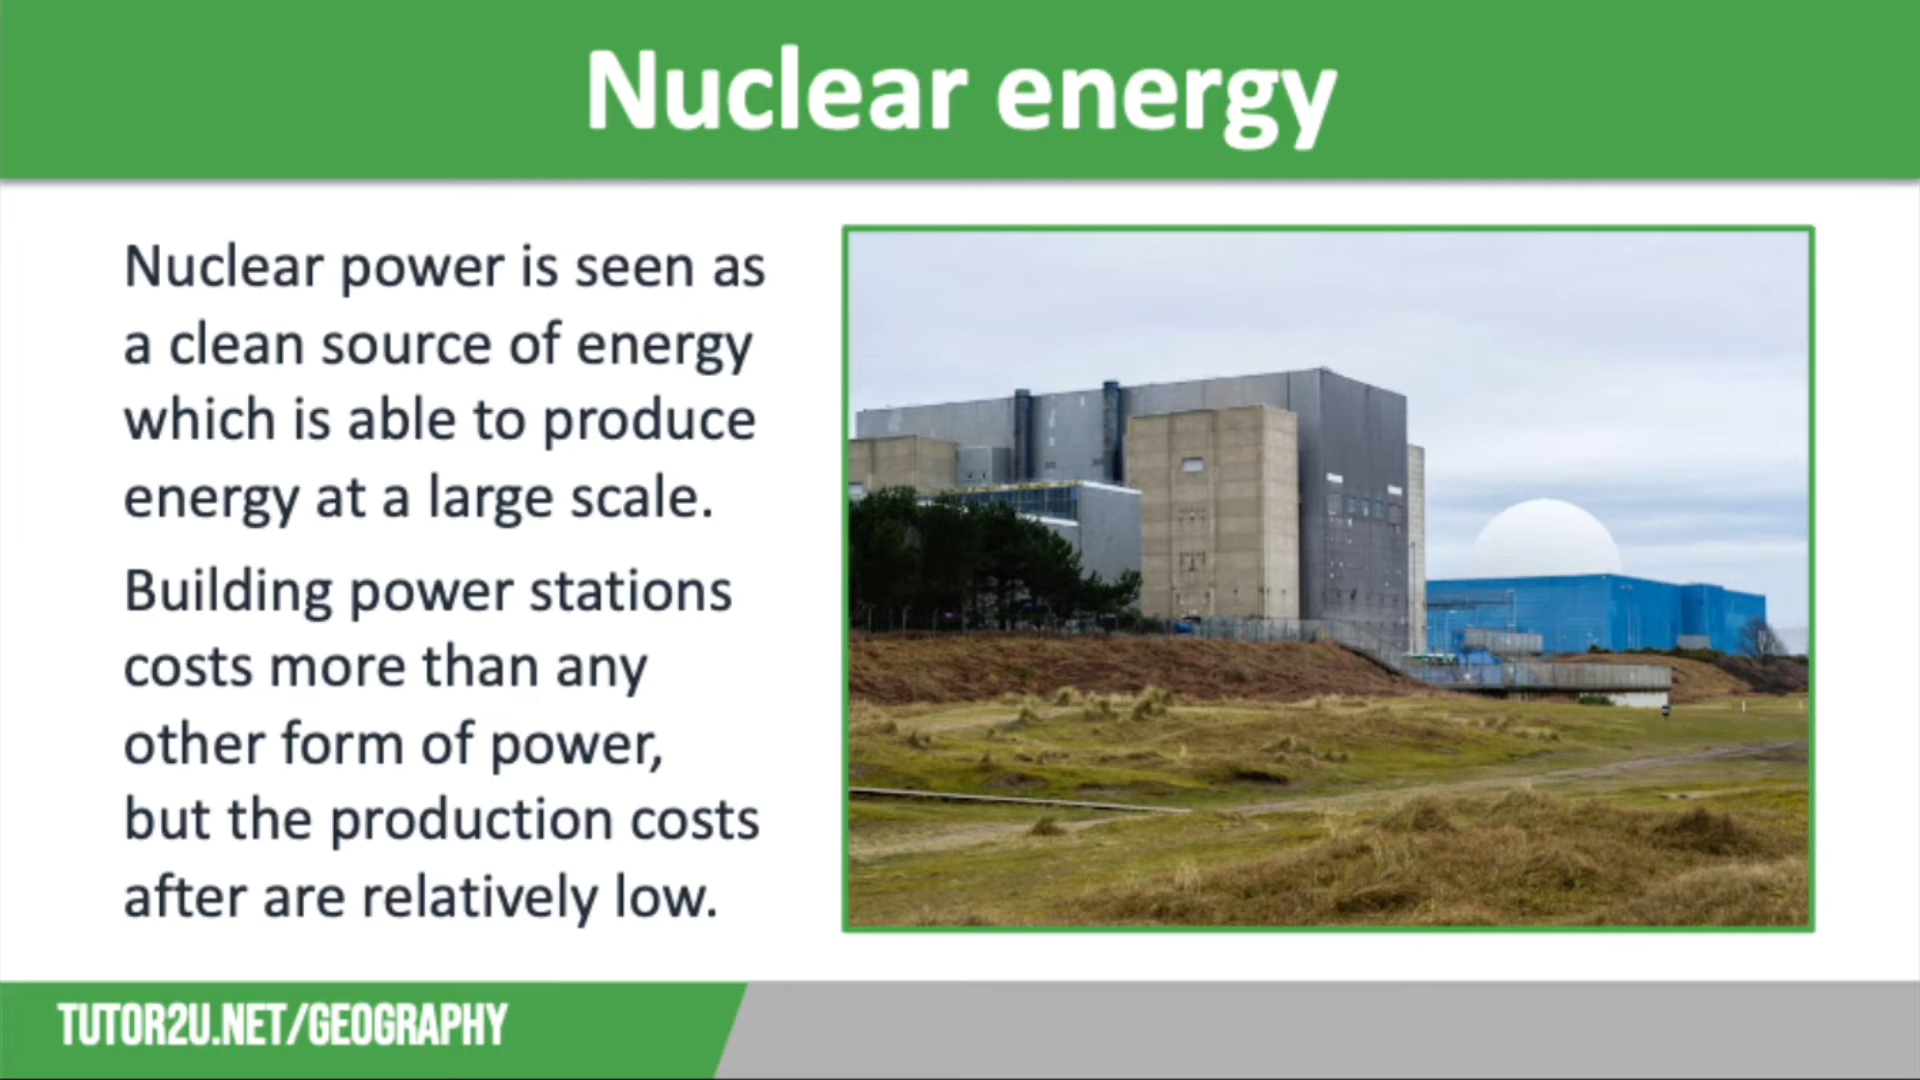 Nuclear energy
Nuclear power is seen as
a clean source of energy
which is able to produce
energy at a large scale.
Building power stations
costs more than any
other form of power,
but the production costs
after are relatively low.
TUTOR2U.NET/GEOGRAPHY